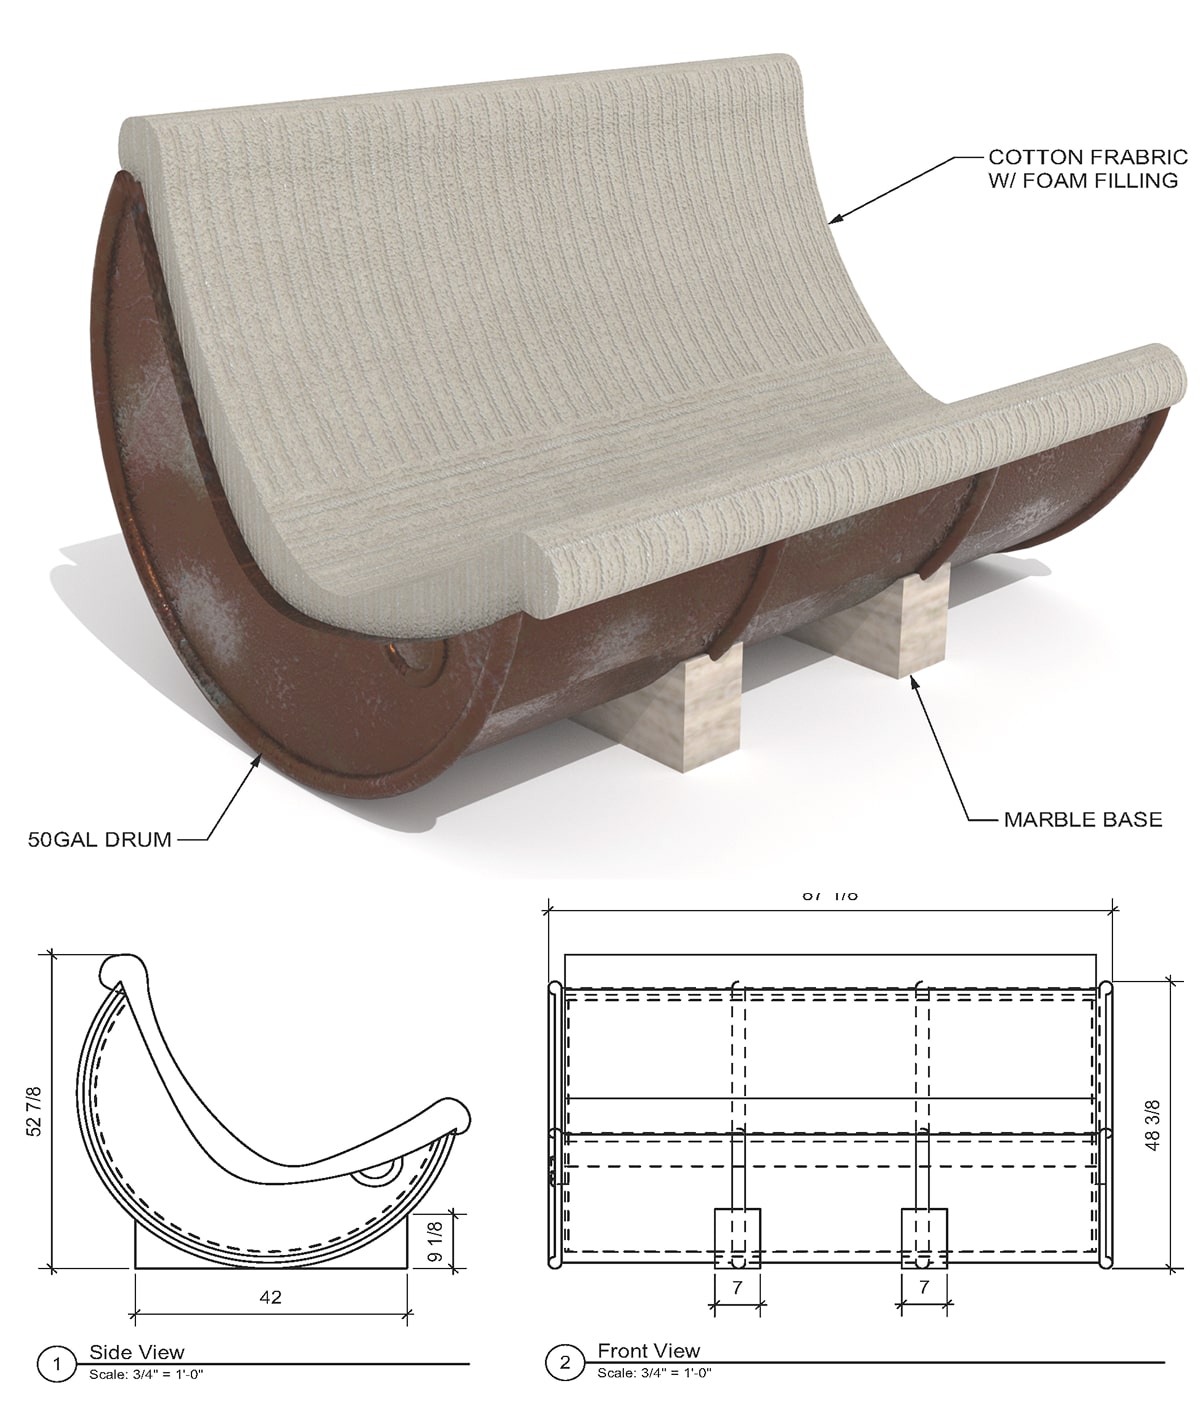 COTTON FRABRIC
W/ FOAM FILLING
50GAL DRUM
MARBLE BASE
52 7/8
9 1/8
42
48 3/8
7
7
1
Side View
Scale: 3/4" = 1'-0"
2
Front View
Scale: 3/4" = 1'-0"